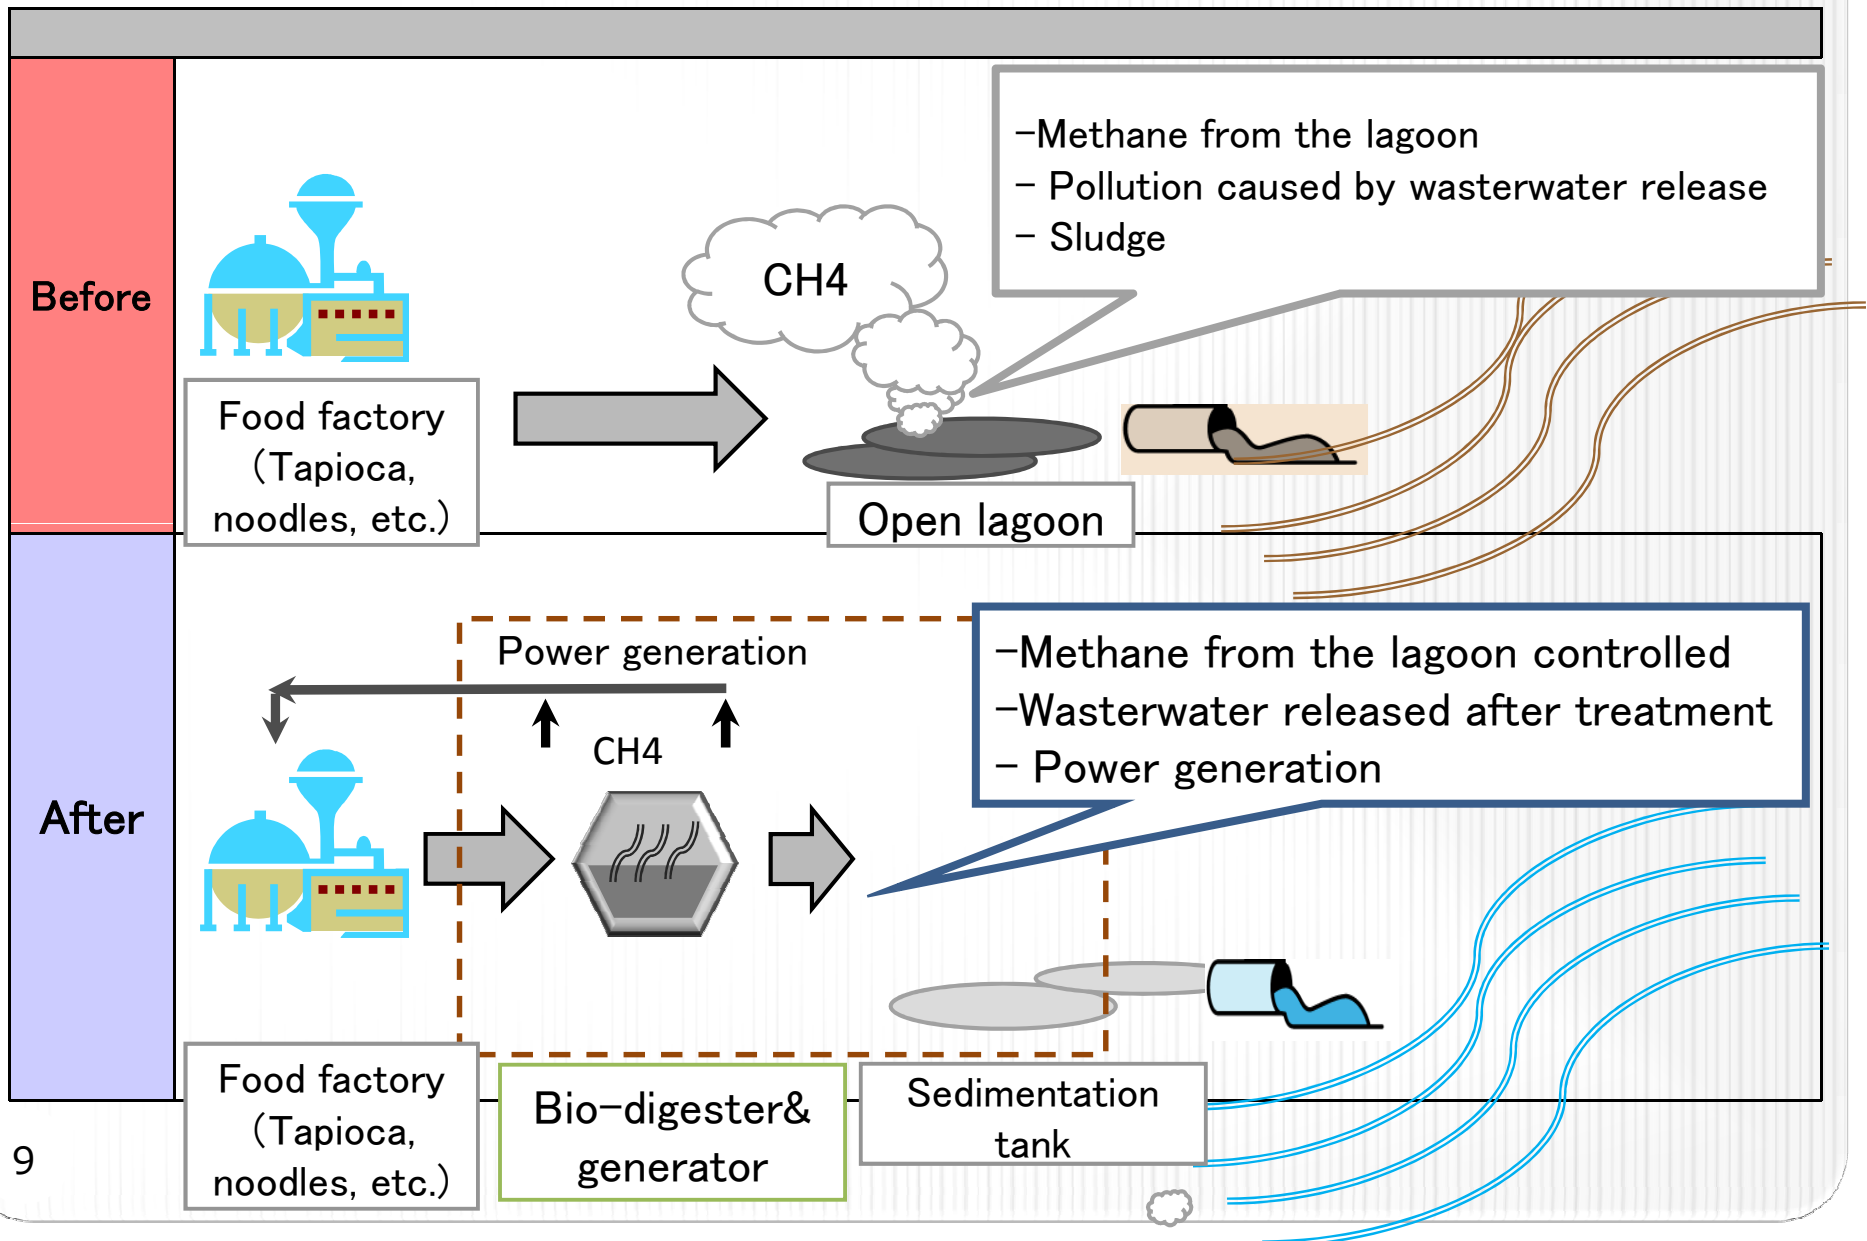 Before
-Methane from the lagoon
- Pollution caused by wasterwater release
- Sludge
CH4
Food factory
(Tapioca,
noodles, etc.)
Open lagoon
After
Power generation
CH4
-Methane from the lagoon controlled
-Wasterwater released after treatment
- Power generation
Food factory
(Tapioca,
noodles, etc.)
Bio-digester&
generator
Sedimentation
tank
9